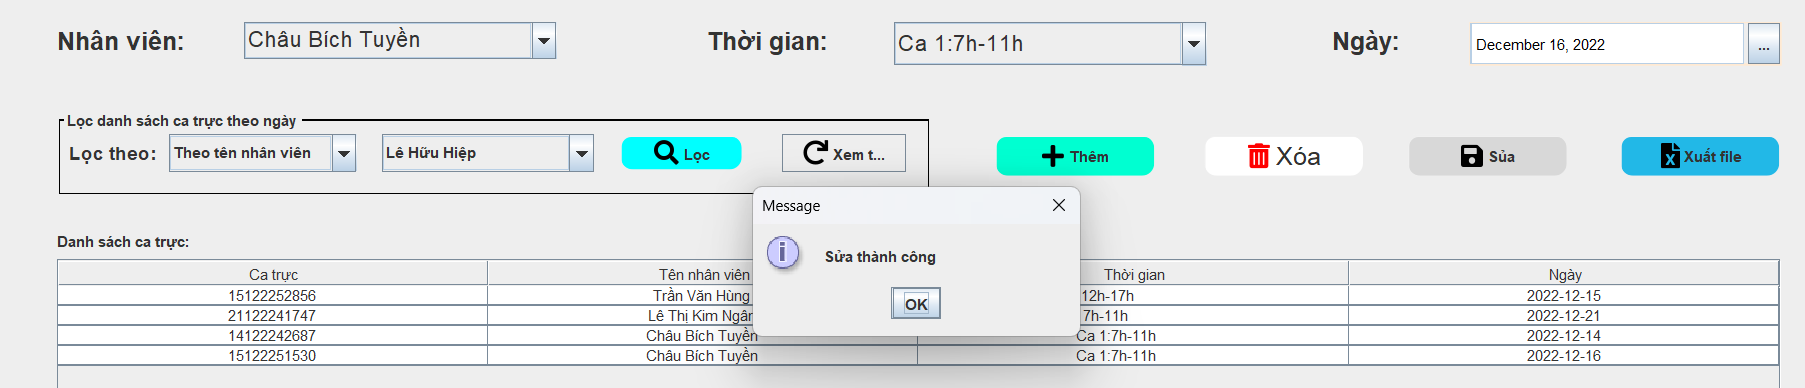 Nhân viên: Châu Bích Tuyền Thời gian: Ca 1:7h-11h Ngày: December 16, 2022 ...
Lọc danh sách ca trực theo ngày
Lọc theo: Theo tên nhân viên Lê Hữu Hiệp Lọc Xem t... Thêm Xóa Sủa Xuất file
Message
Sửa thành công
OK
Danh sách ca trực:
Ca trực Tên nhân viên Thời gian Ngày
15122252856 Trần Văn Hùng 12h-17h 2022-12-15
21122241747 Lê Thị Kim Ngân 7h-11h 2022-12-21
14122242687 Châu Bích Tuyền Ca 1:7h-11h 2022-12-14
15122251530 Châu Bích Tuyền Ca 1:7h-11h 2022-12-16